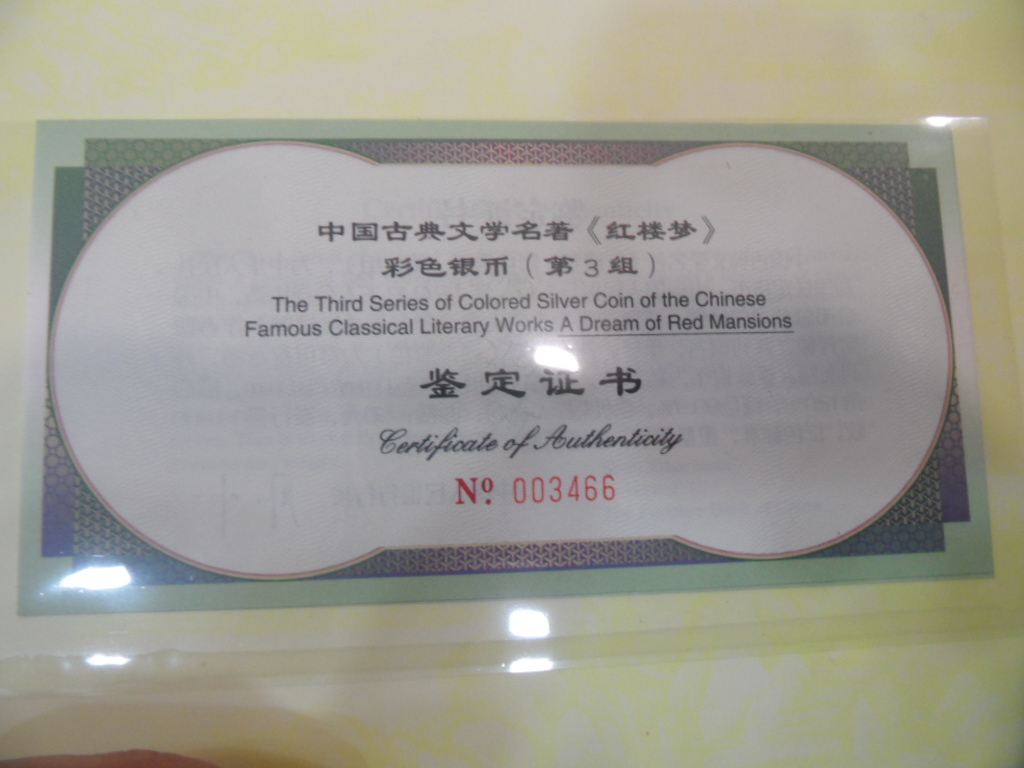 中国古典文学名著《红楼梦》
彩色银币（第3组）
The Third Series of Colored Silver Coin of the Chinese
Famous Classical Literary Works A Dream of Red Mansions
鉴定证书
Certificate of Authenticity
Nº 003466